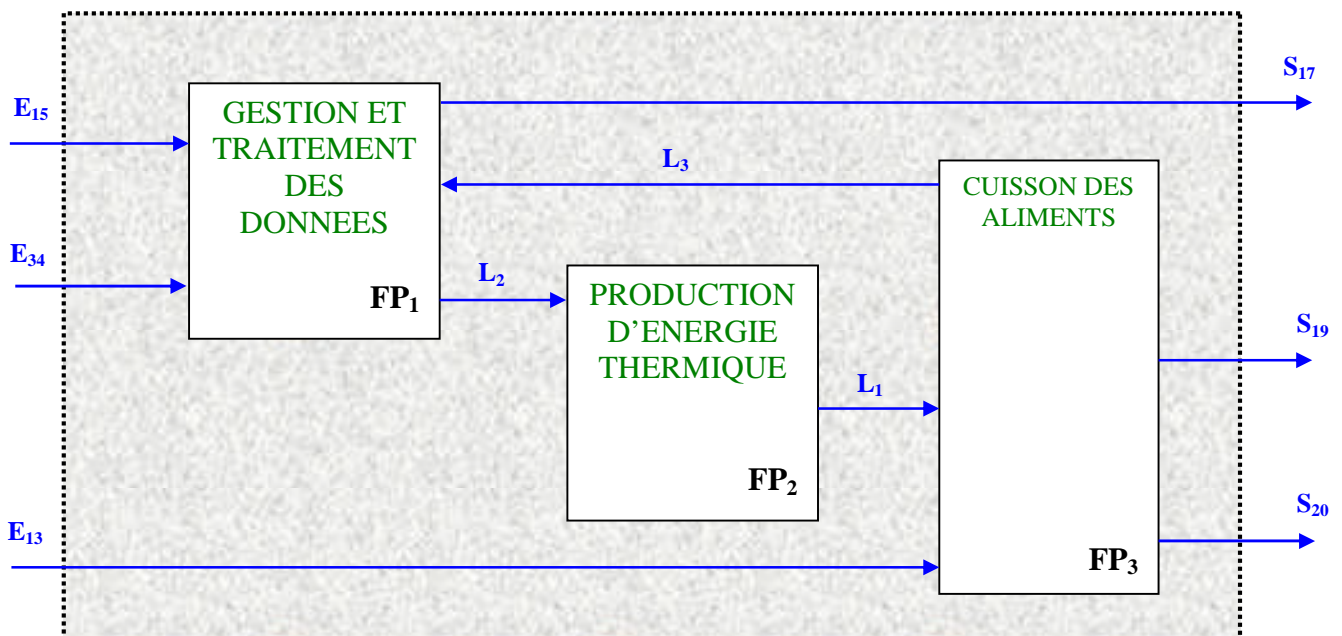 S₁₇
E₁₅
GESTION ET
TRAITEMENT
DES
DONNEES
FP₁
L₃
CUISSON DES
ALIMENTS
E₃₄
L₂
PRODUCTION
D’ENERGIE
THERMIQUE
FP₂
L₁
S₁₉
S₂₀
E₁₃
FP₃